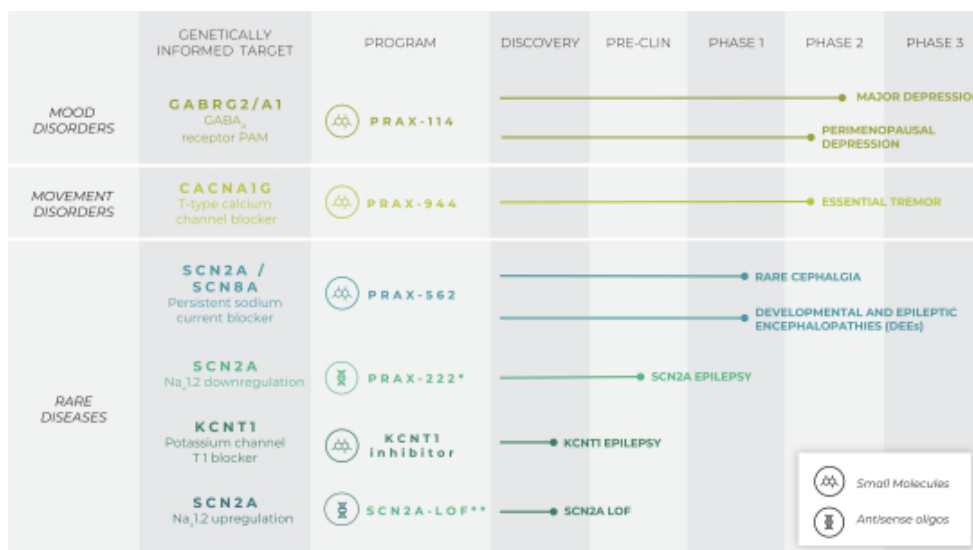 GENETICALLY
INFORMED TARGET
PROGRAM
DISCOVERY
PRE-CLIN
PHASE 1
PHASE 2
PHASE 3
MOOD
DISORDERS
GABRG2/A1
GABAA
receptor PAM
PRAX-114
MAJOR DEPRESSION
PERIMENOPAUSAL
DEPRESSION
MOVEMENT
DISORDERS
CACNA1G
T-type calcium
channel blocker
PRAX-944
ESSENTIAL TREMOR
RARE
DISEASES
SCN2A /
SCN8A
Persistent sodium
current blocker
PRAX-562
RARE CEPHALGIA
DEVELOPMENTAL AND EPILEPTIC
ENCEPHALOPATHIES (DEEs)
SCN2A
Nav1.2 downregulation
PRAX-222*
SCN2A EPILEPSY
KCNT1
Potassium channel
T1 blocker
KCNT1
inhibitor
KCNT1 EPILEPSY
SCN2A
Nav1.2 upregulation
SCN2A-LOF**
SCN2A LOF
Small Molecules
Antisense oligos